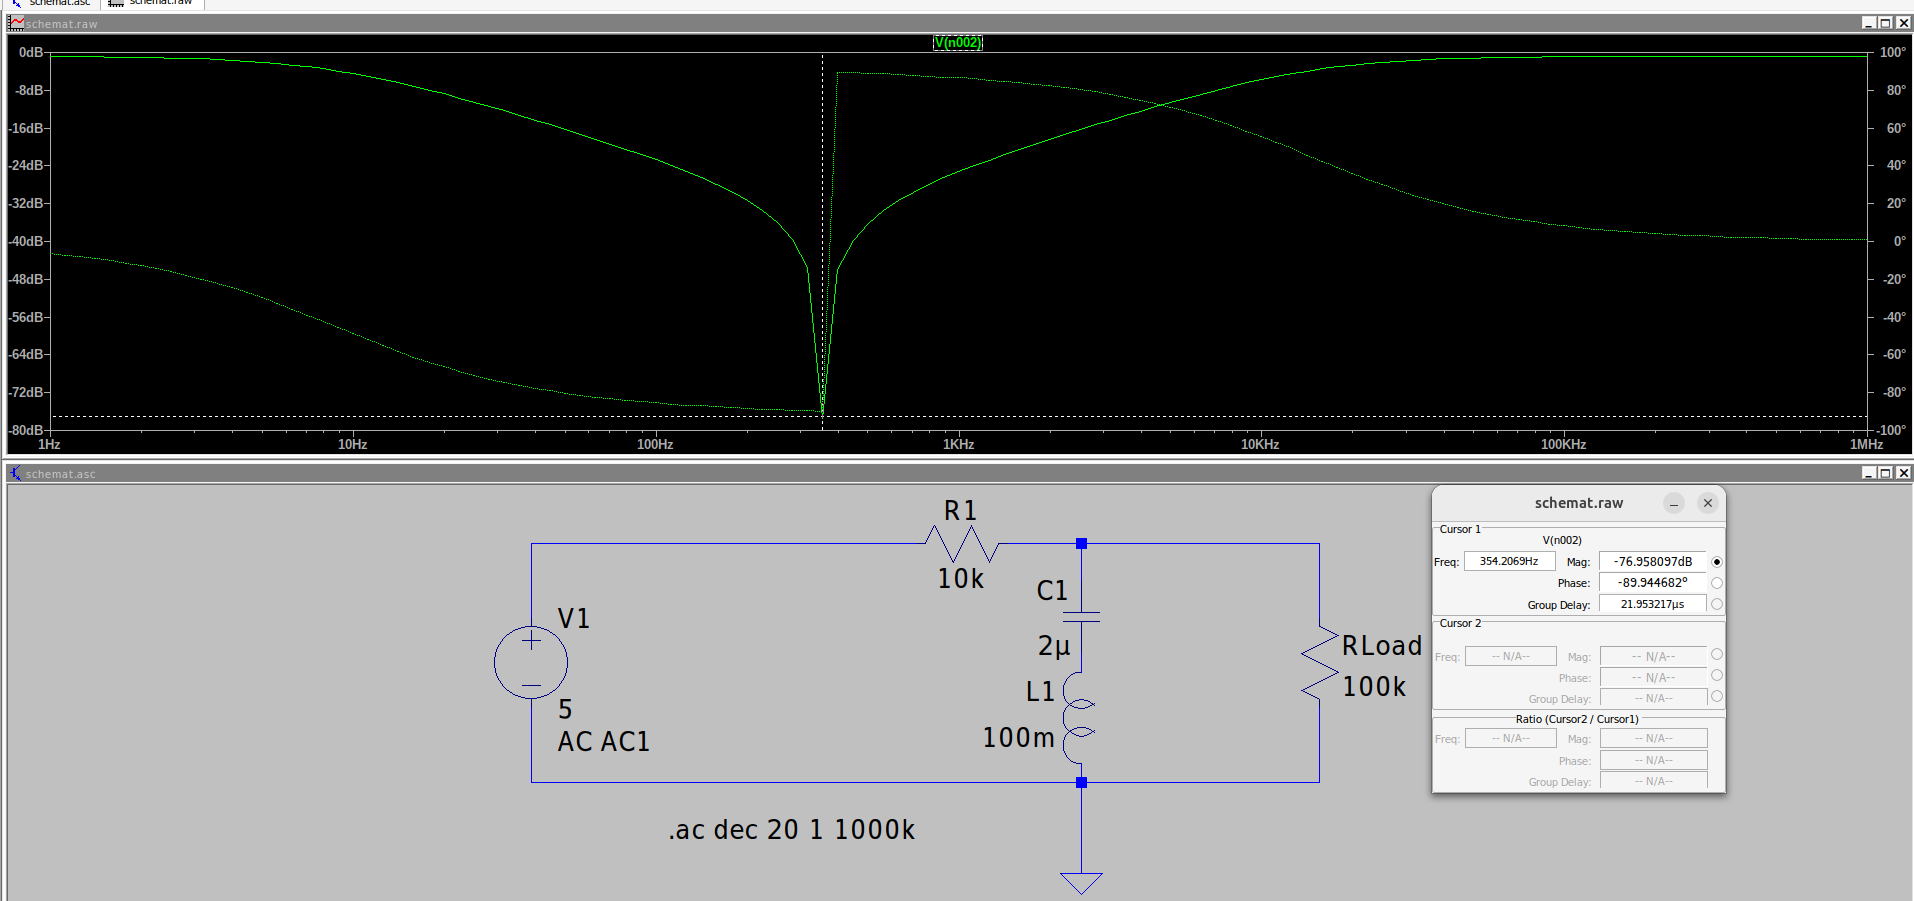 schemat.asc
schemat.raw
schemat.raw
V(n002)
0dB
-8dB
-16dB
-24dB
-32dB
-40dB
-48dB
-56dB
-64dB
-72dB
-80dB
100°
80°
60°
40°
20°
0°
-20°
-40°
-60°
-80°
-100°
1Hz
10Hz
100Hz
1KHz
10KHz
100KHz
1MHz
schemat.asc
R1
10k
C1
2µ
L1
100m
V1
5
AC AC1
RLoad
100k
.ac dec 20 1 1000k
schemat.raw
Cursor 1
V(n002)
Freq: 354.2069Hz Mag: -76.958097dB
Phase: -89.944682°
Group Delay: 21.953217µs
Cursor 2
Freq: -- N/A-- Mag: -- N/A--
Phase: -- N/A--
Group Delay: -- N/A--
Ratio (Cursor2 / Cursor1)
Freq: -- N/A-- Mag: -- N/A--
Phase: -- N/A--
Group Delay: -- N/A--